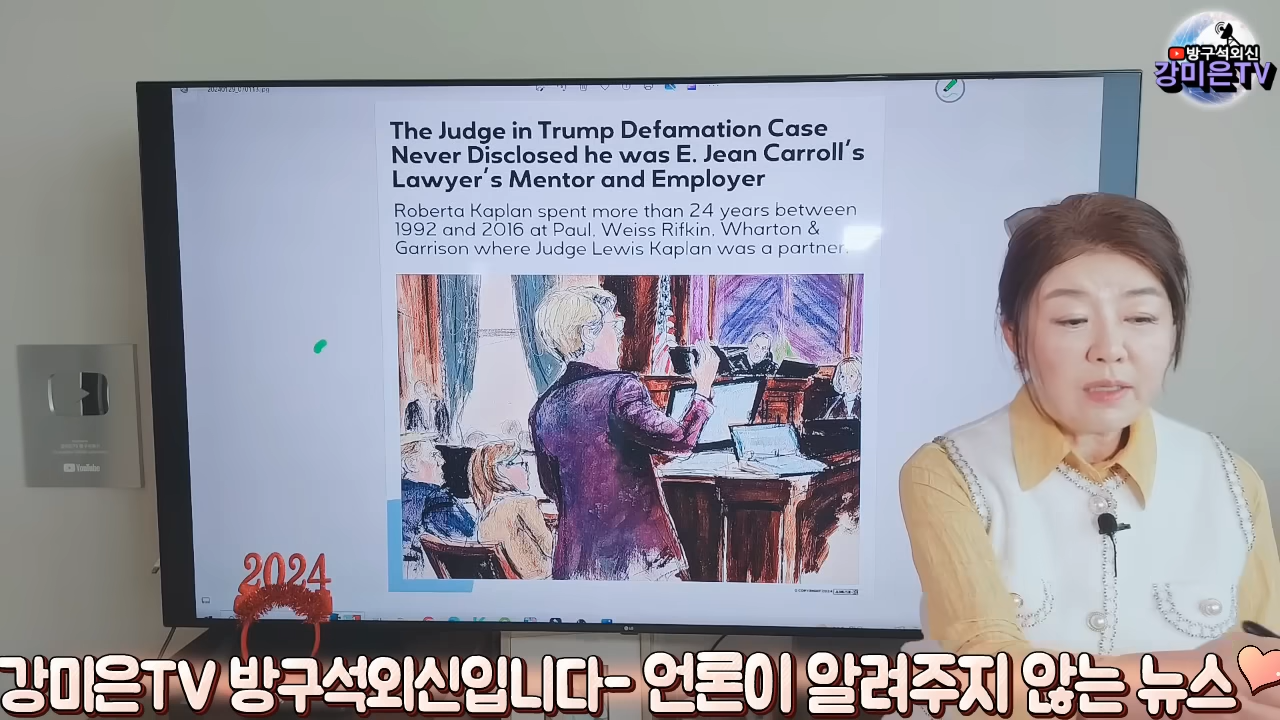 방구석외신
강미은TV
The Judge in Trump Defamation Case
Never Disclosed he was E. Jean Carroll's
Lawyer's Mentor and Employer
Roberta Kaplan spent more than 24 years between
1992 and 2016 at Paul, Weiss Rifkin, Wharton &
Garrison where Judge Lewis Kaplan was a partner.
YouTube
2024
LG
강미은TV 방구석외신입니다- 언론이 알려주지 않는 뉴스